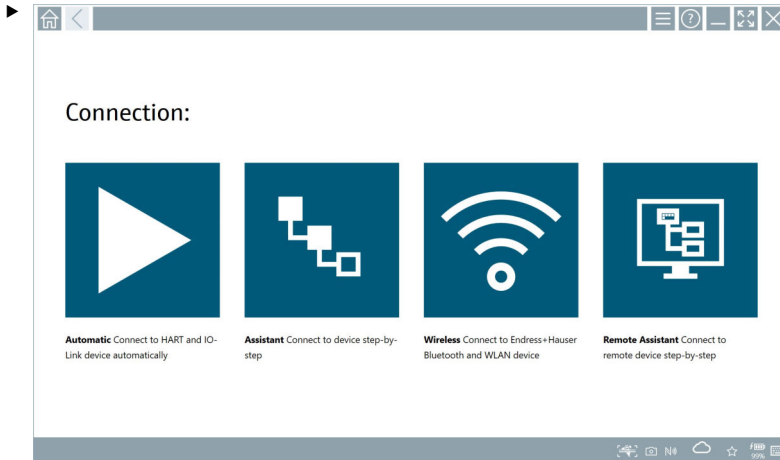 Connection:
Automatic Connect to HART and IO-
Link device automatically
Assistant Connect to device step-by-
step
Wireless Connect to Endress+Hauser
Bluetooth and WLAN device
Remote Assistant Connect to
remote device step-by-step
99%